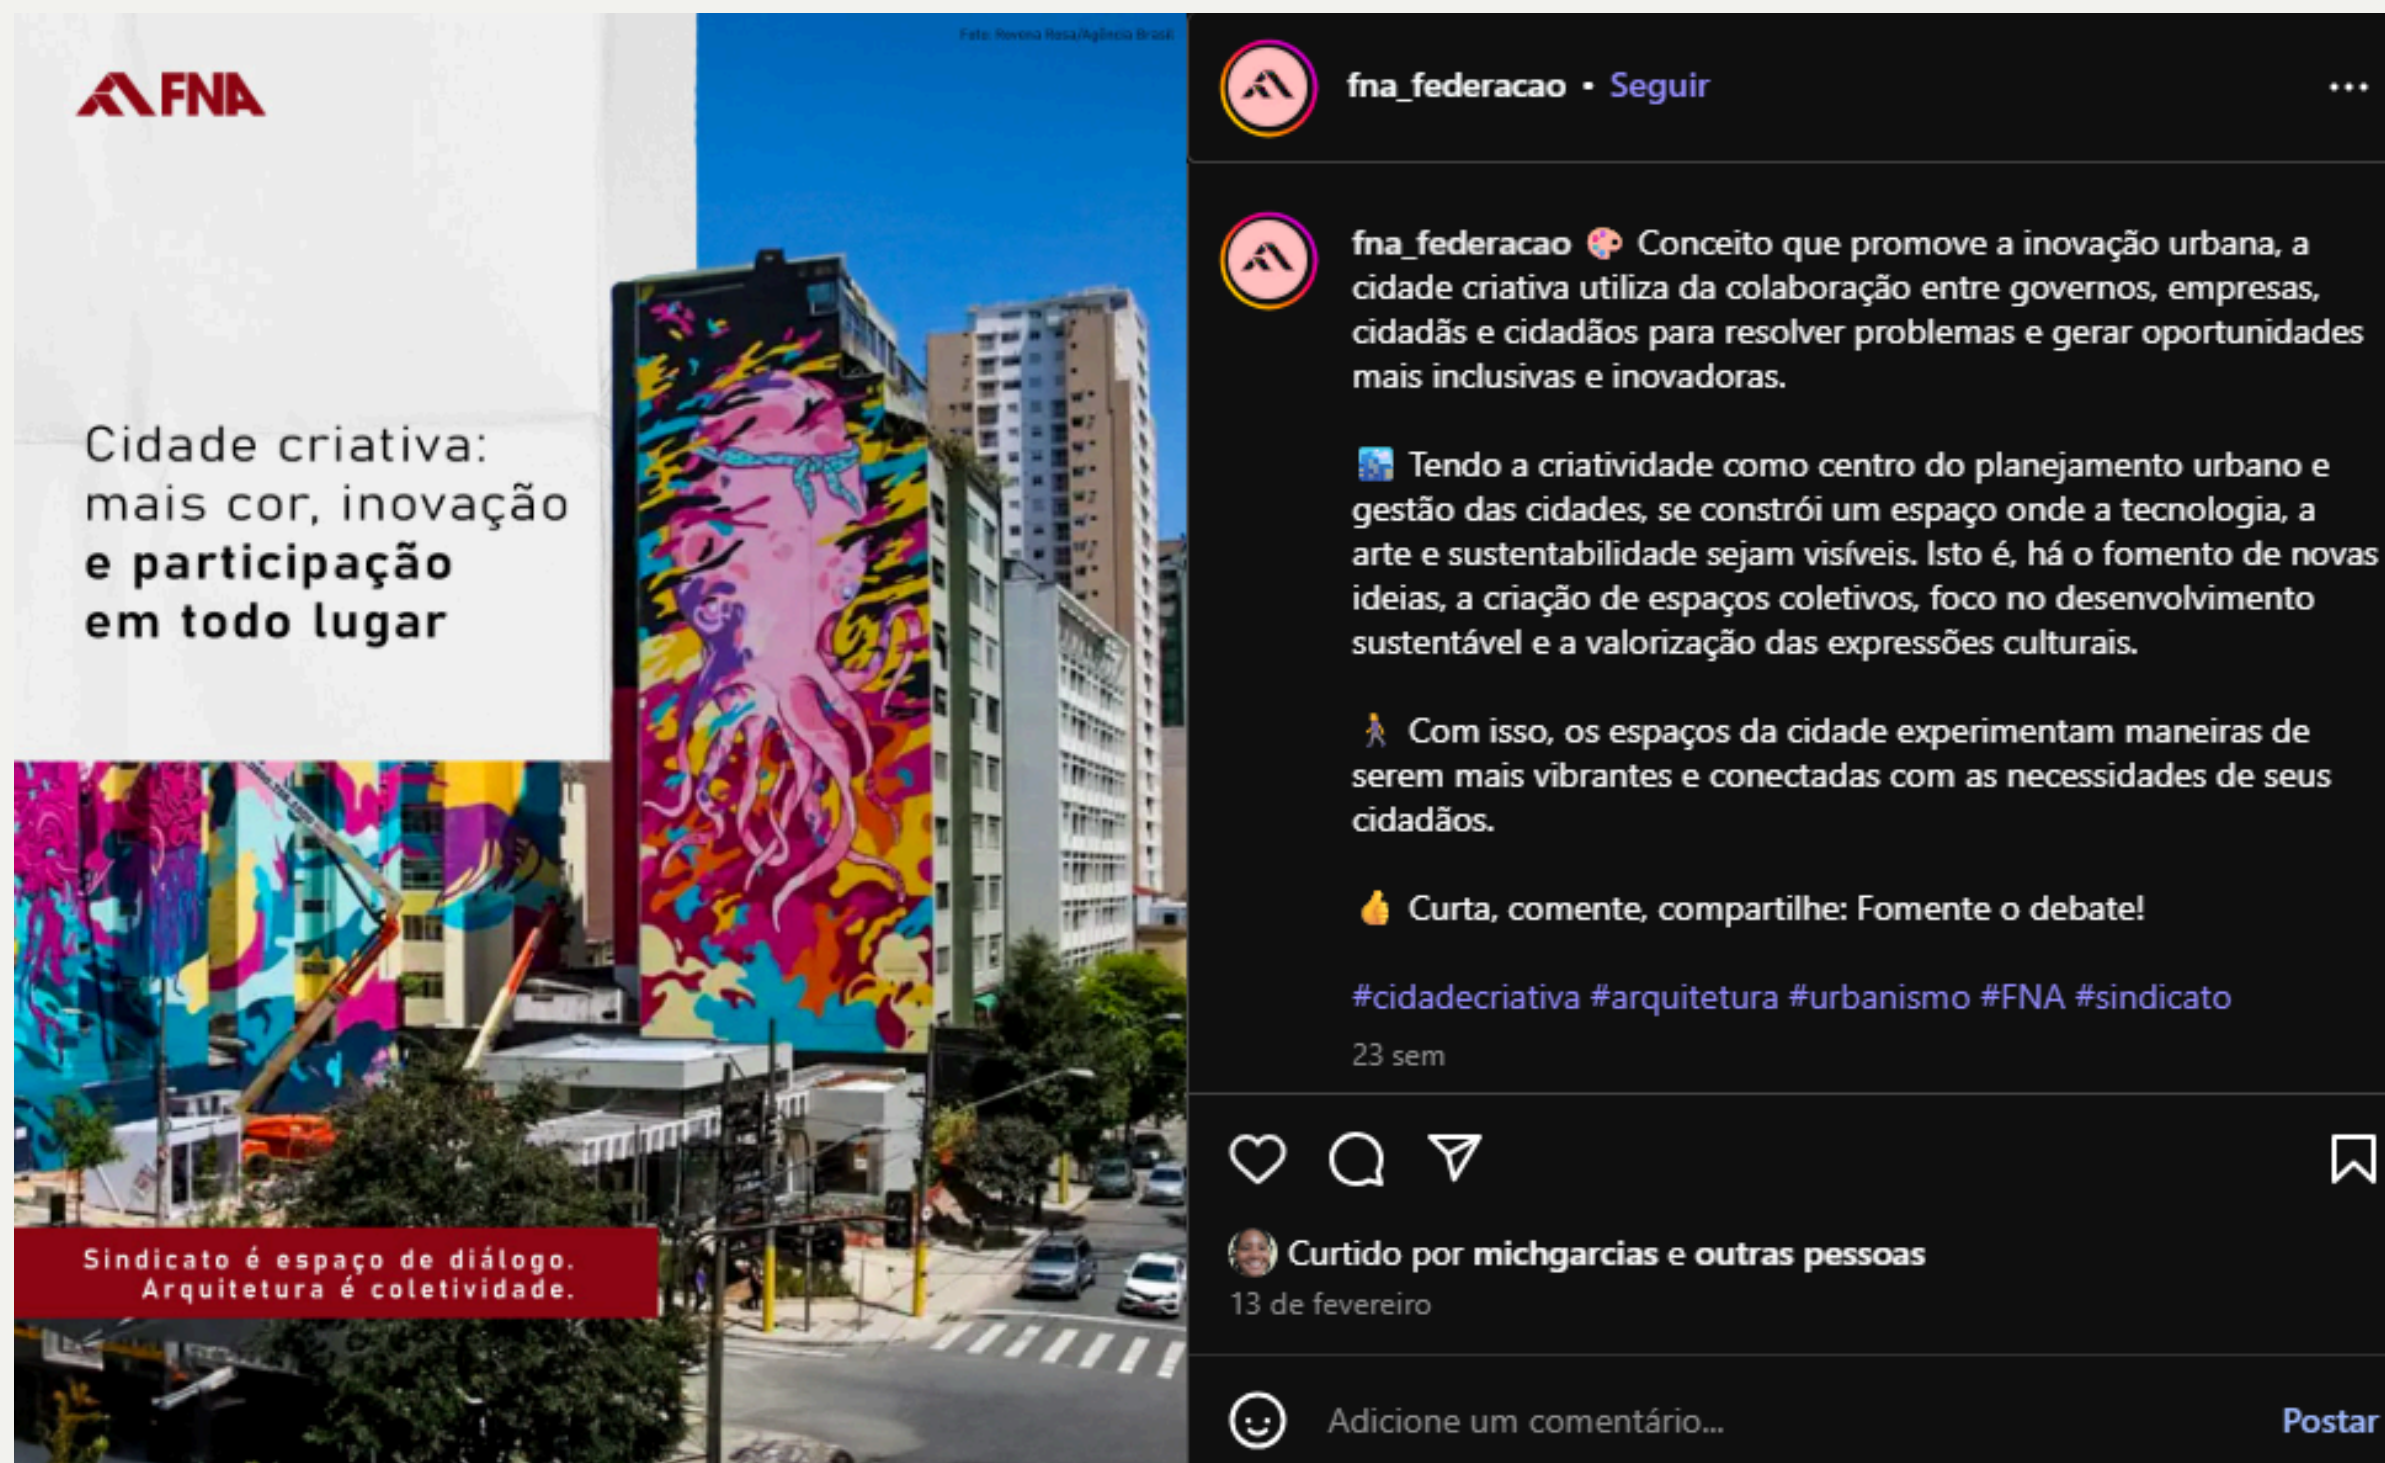 Foto: Rovena Rosa/Agência Brasil
FNA
Cidade criativa:
mais cor, inovação
e participação
em todo lugar
Sindicato é espaço de diálogo.
Arquitetura é coletividade.
fna_federacao • Seguir
fna_federacao 🎨 Conceito que promove a inovação urbana, a
cidade criativa utiliza da colaboração entre governos, empresas,
cidadãs e cidadãos para resolver problemas e gerar oportunidades
mais inclusivas e inovadoras.
🏙️ Tendo a criatividade como centro do planejamento urbano e
gestão das cidades, se constrói um espaço onde a tecnologia, a
arte e sustentabilidade sejam visíveis. Isto é, há o fomento de novas
ideias, a criação de espaços coletivos, foco no desenvolvimento
sustentável e a valorização das expressões culturais.
🚶‍♀️ Com isso, os espaços da cidade experimentam maneiras de
serem mais vibrantes e conectadas com as necessidades de seus
cidadãos.
👍 Curta, comente, compartilhe: Fomente o debate!
#cidadecriativa #arquitetura #urbanismo #FNA #sindicato
23 sem
Curtido por michgarcias e outras pessoas
13 de fevereiro
Adicione um comentário...
Postar